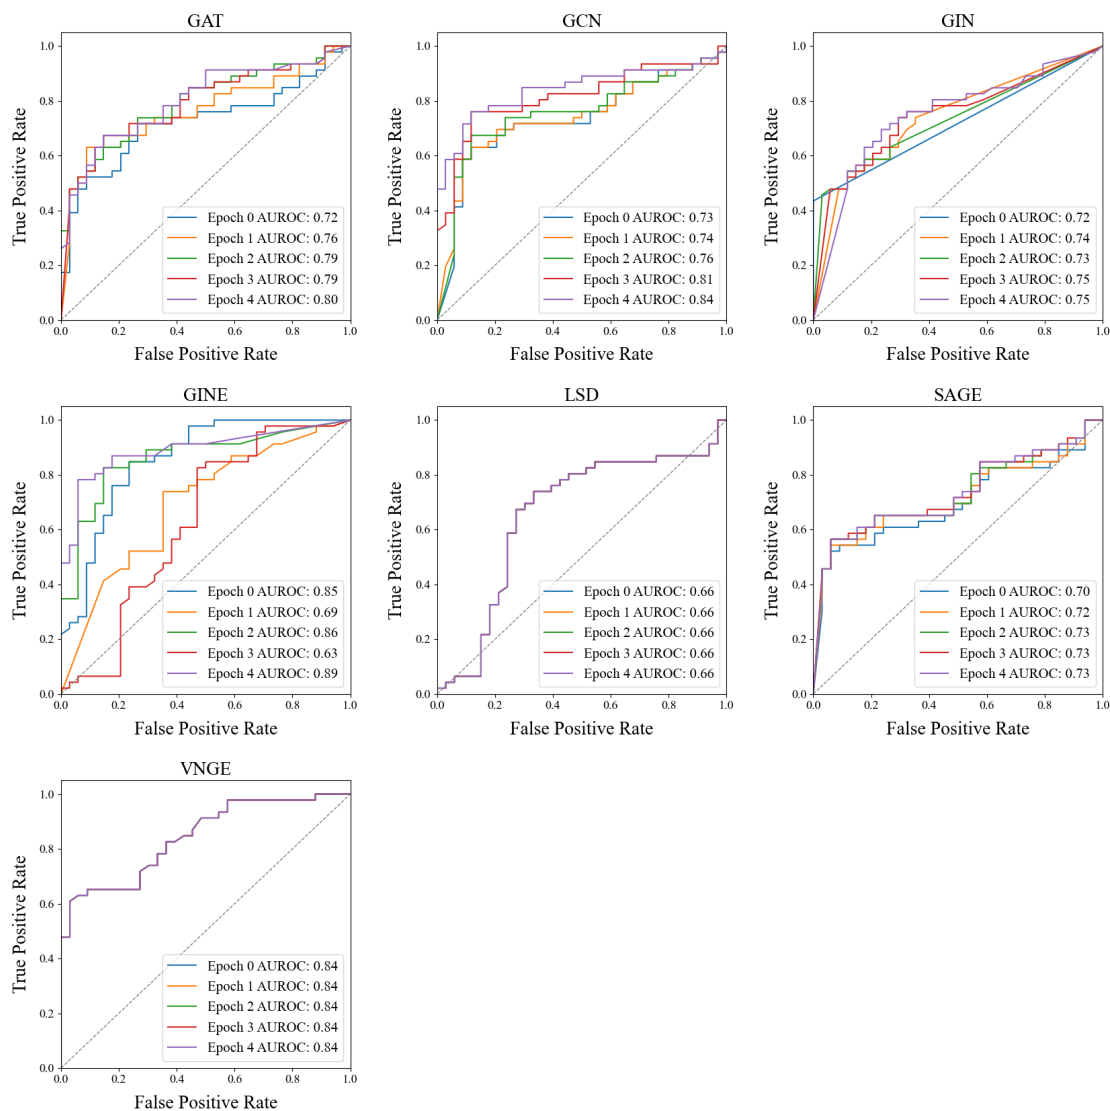 GAT
True Positive Rate
1.0
0.8
0.6
0.4
0.2
0.0
Epoch 0 AUROC: 0.72
Epoch 1 AUROC: 0.76
Epoch 2 AUROC: 0.79
Epoch 3 AUROC: 0.79
Epoch 4 AUROC: 0.80
0.0 0.2 0.4 0.6 0.8 1.0
False Positive Rate
GCN
True Positive Rate
1.0
0.8
0.6
0.4
0.2
0.0
Epoch 0 AUROC: 0.73
Epoch 1 AUROC: 0.74
Epoch 2 AUROC: 0.76
Epoch 3 AUROC: 0.81
Epoch 4 AUROC: 0.84
0.0 0.2 0.4 0.6 0.8 1.0
False Positive Rate
GIN
True Positive Rate
1.0
0.8
0.6
0.4
0.2
0.0
Epoch 0 AUROC: 0.72
Epoch 1 AUROC: 0.74
Epoch 2 AUROC: 0.73
Epoch 3 AUROC: 0.75
Epoch 4 AUROC: 0.75
0.0 0.2 0.4 0.6 0.8 1.0
False Positive Rate
GINE
True Positive Rate
1.0
0.8
0.6
0.4
0.2
0.0
Epoch 0 AUROC: 0.85
Epoch 1 AUROC: 0.69
Epoch 2 AUROC: 0.86
Epoch 3 AUROC: 0.63
Epoch 4 AUROC: 0.89
0.0 0.2 0.4 0.6 0.8 1.0
False Positive Rate
LSD
True Positive Rate
1.0
0.8
0.6
0.4
0.2
0.0
Epoch 0 AUROC: 0.66
Epoch 1 AUROC: 0.66
Epoch 2 AUROC: 0.66
Epoch 3 AUROC: 0.66
Epoch 4 AUROC: 0.66
0.0 0.2 0.4 0.6 0.8 1.0
False Positive Rate
SAGE
True Positive Rate
1.0
0.8
0.6
0.4
0.2
0.0
Epoch 0 AUROC: 0.70
Epoch 1 AUROC: 0.72
Epoch 2 AUROC: 0.73
Epoch 3 AUROC: 0.73
Epoch 4 AUROC: 0.73
0.0 0.2 0.4 0.6 0.8 1.0
False Positive Rate
VNGE
True Positive Rate
1.0
0.8
0.6
0.4
0.2
0.0
Epoch 0 AUROC: 0.84
Epoch 1 AUROC: 0.84
Epoch 2 AUROC: 0.84
Epoch 3 AUROC: 0.84
Epoch 4 AUROC: 0.84
0.0 0.2 0.4 0.6 0.8 1.0
False Positive Rate